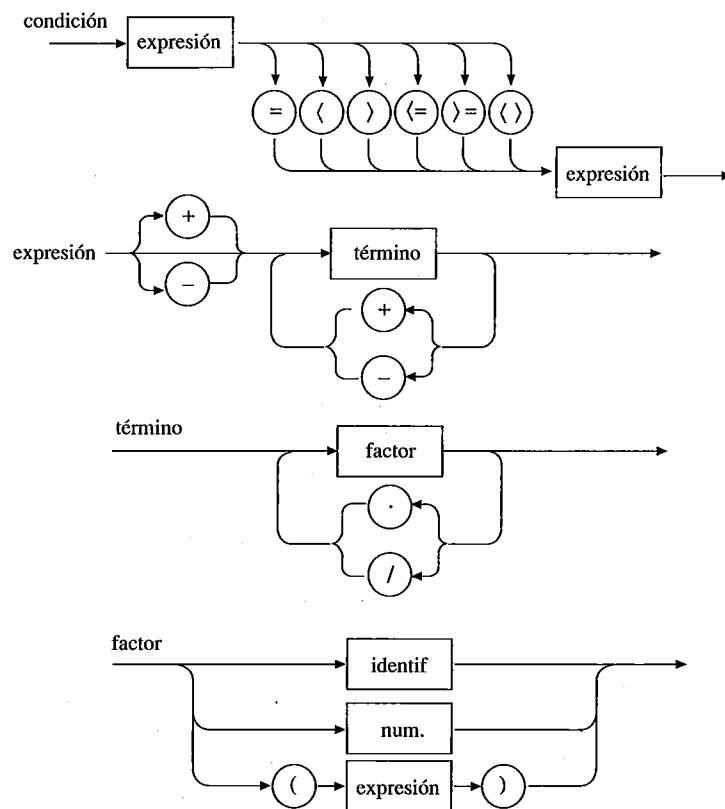 condición
expresión
= ⟨ ⟩ ⟨= ⟩= ⟨ ⟩
expresión
+
expresión
término
−
+
−
término
factor
·
/
factor
identif
num.
( expresión )